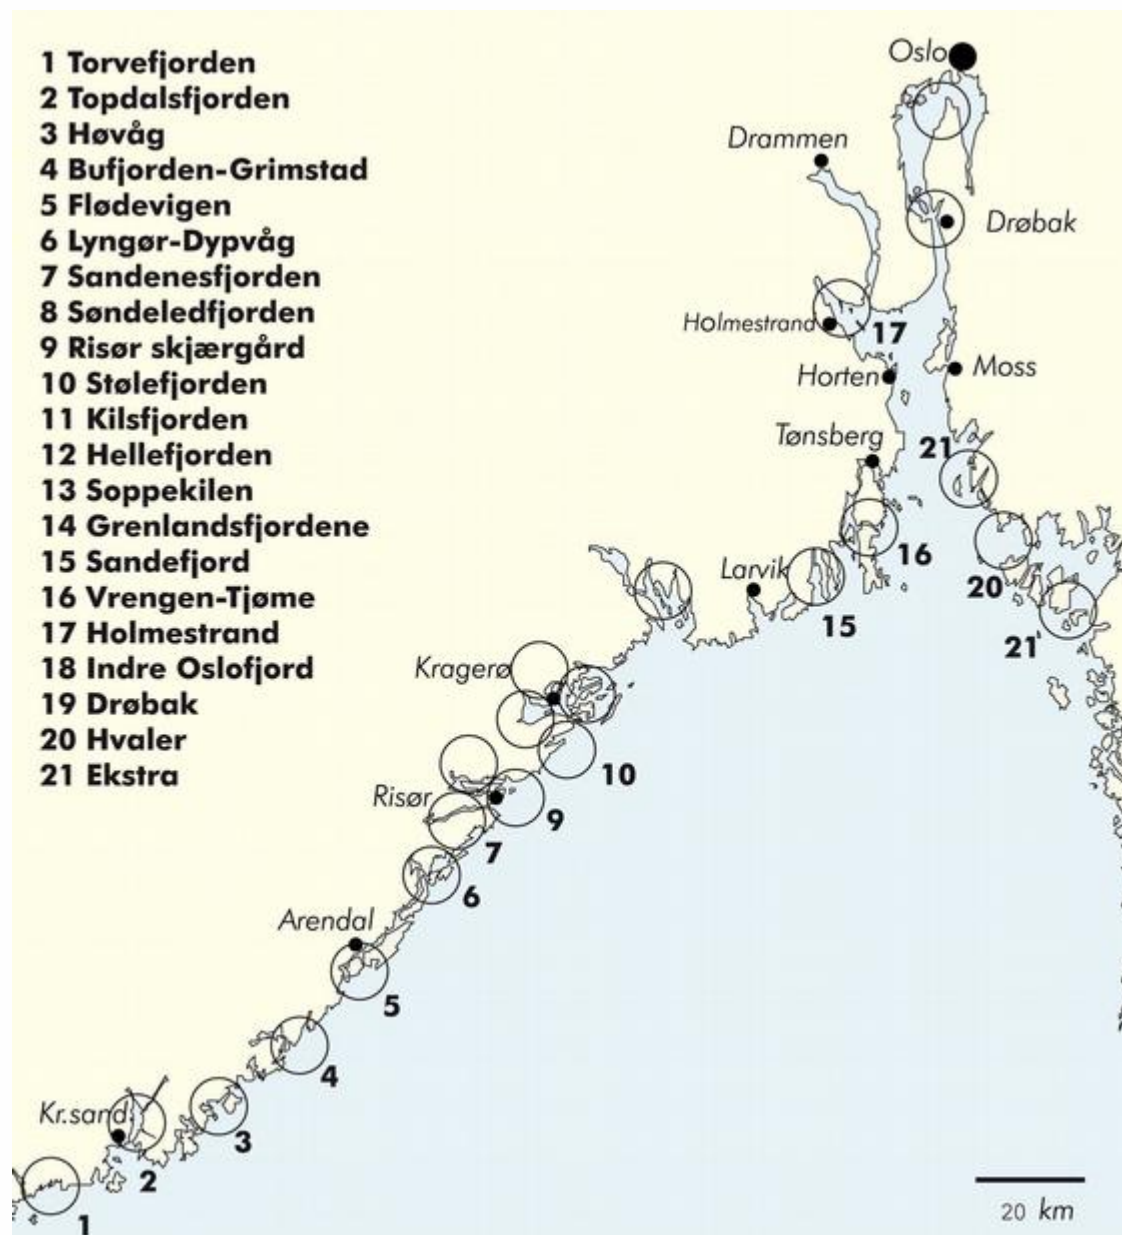 1 Torvefjorden
2 Topdalsfjorden
3 Høvåg
4 Bufjorden-Grimstad
5 Flødevigen
6 Lyngør-Dypvåg
7 Sandenesfjorden
8 Søndeledfjorden
9 Risør skjærgård
10 Stølefjorden
11 Kilsfjorden
12 Hellefjorden
13 Soppekilen
14 Grenlandsfjordene
15 Sandefjord
16 Vrengen-Tjøme
17 Holmestrand
18 Indre Oslofjord
19 Drøbak
20 Hvaler
21 Ekstra
Oslo
Drammen
Drøbak
Holmestrand
17
Horten
Moss
Tønsberg
21
16
Larvik
20
15
21
Kragerø
10
Risør
9
7
6
Arendal
5
4
Kr.sand
3
2
1
20 km